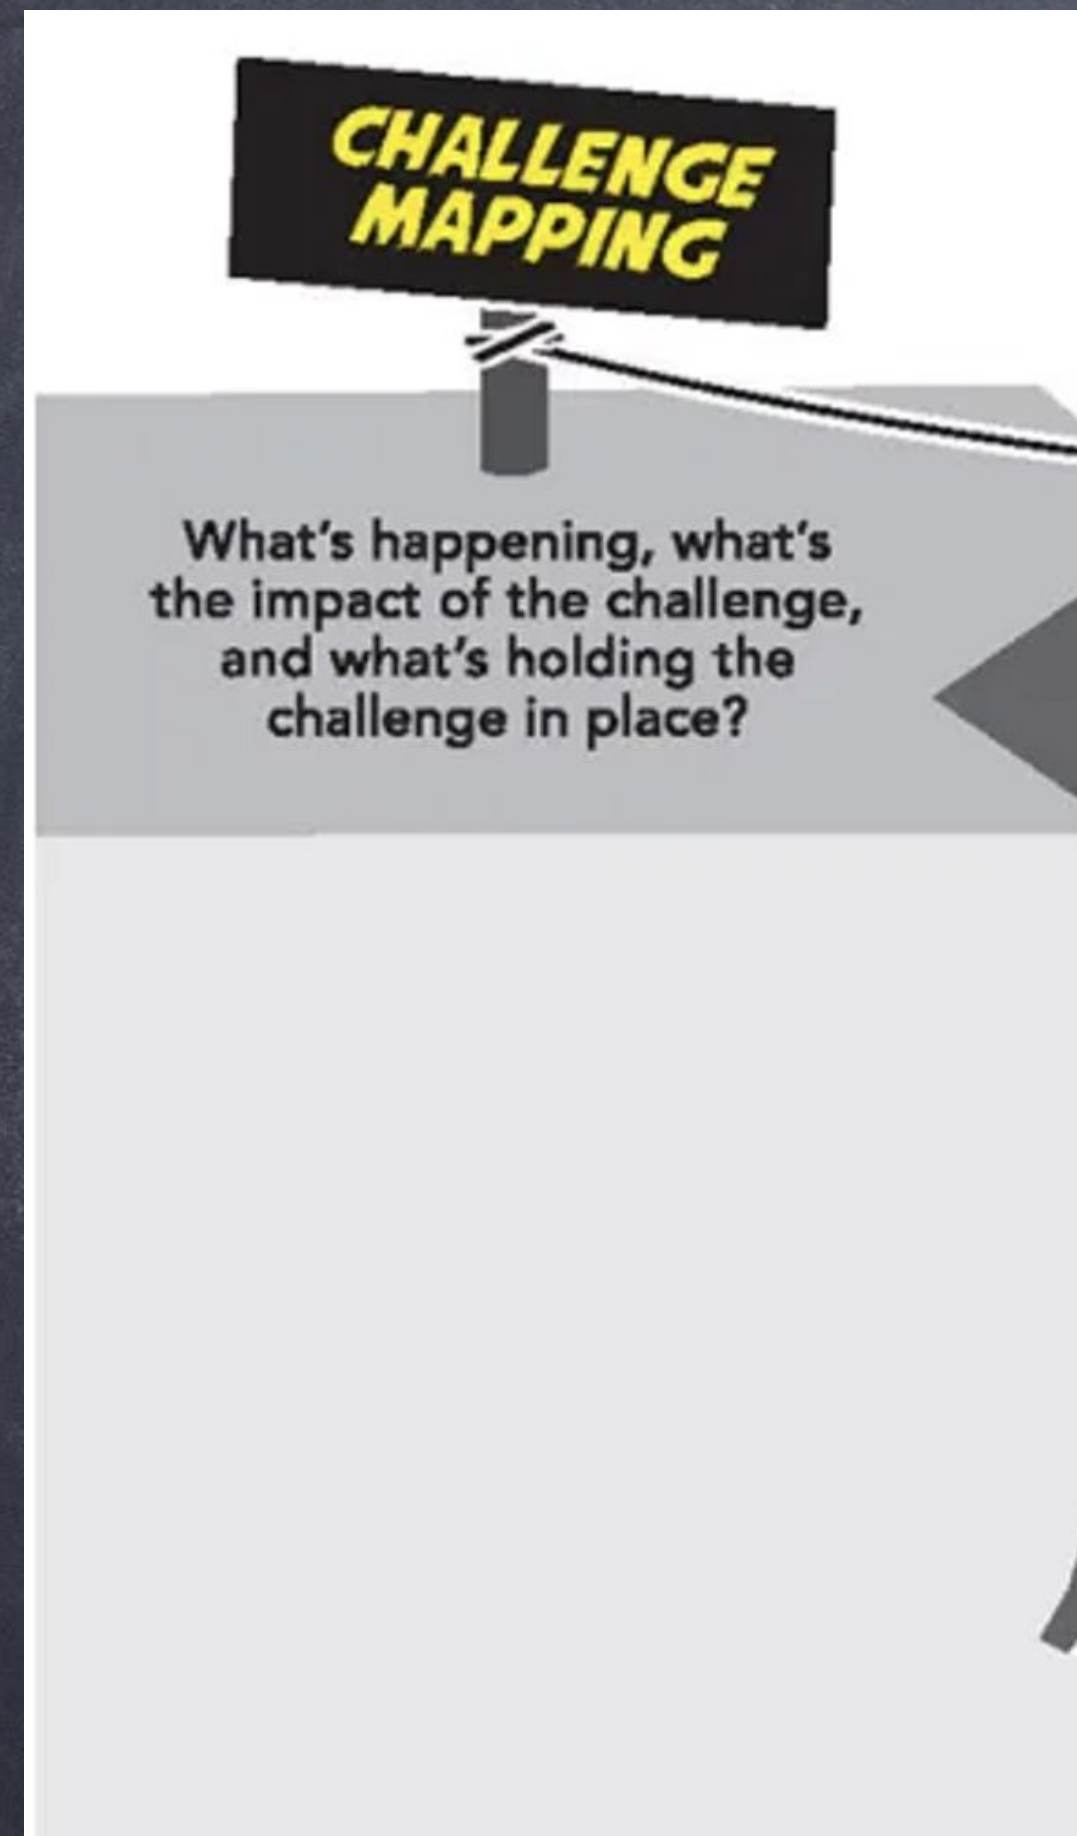 CHALLENGE
MAPPING
What's happening, what's
the impact of the challenge,
and what's holding the
challenge in place?